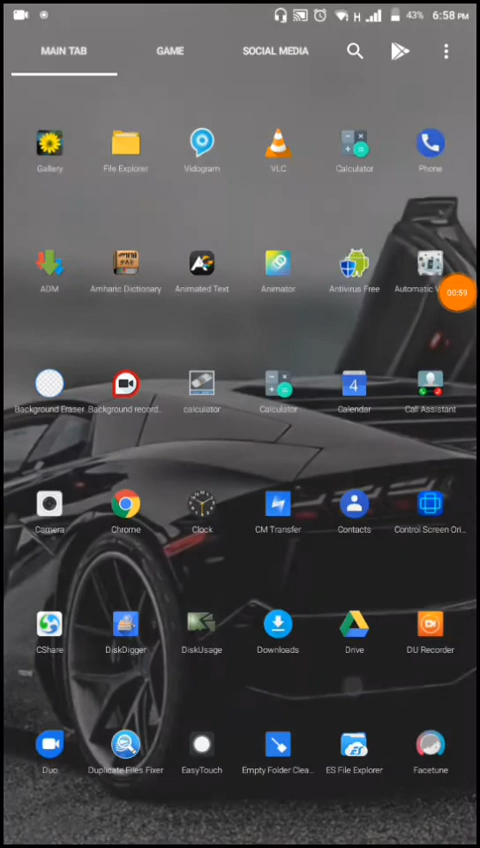 H 43% 6:58 PM
MAIN TAB GAME SOCIAL MEDIA
Gallery File Explorer Vidogram VLC Calculator Phone
ADM Amharic Dictionary Animated Text Animator Antivirus Free Automatic
00:59
Background Eraser Background record.. calculator Calculator Calendar Call Assistant
4
Camera Chrome Clock CM Transfer Contacts Control Screen Ori...
CShare DiskDigger DiskUsage Downloads Drive DU Recorder
Duo Duplicate Files Fixer EasyTouch Empty Folder Clea... ES File Explorer Facetune